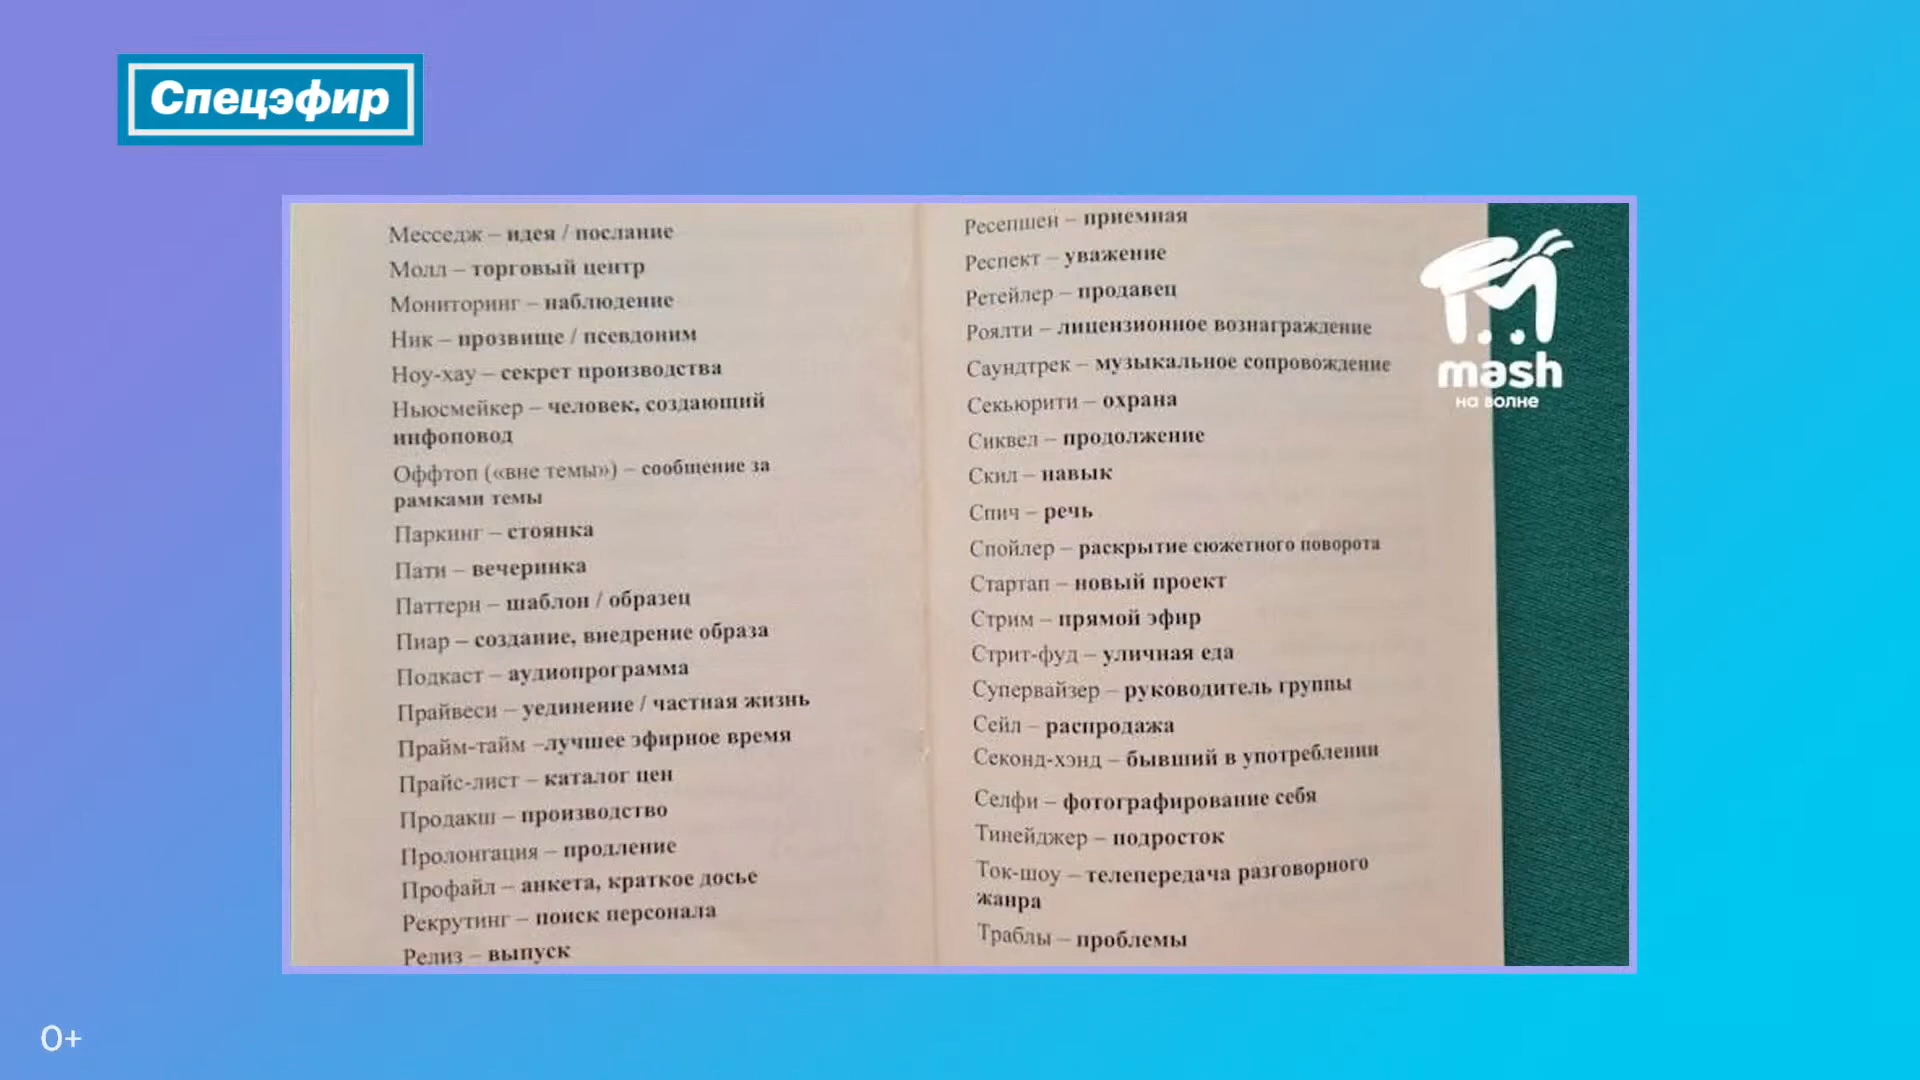 Спецэфир
Месседж – идея / послание
Молл – торговый центр
Мониторинг – наблюдение
Ник – прозвище / псевдоним
Ноу-хау – секрет производства
Ньюсмейкер – человек, создающий
инфоповод
Оффтоп («вне темы») – сообщение за
рамками темы
Паркинг – стоянка
Пати – вечеринка
Паттерн – шаблон / образец
Пиар – создание, внедрение образа
Подкаст – аудиопрограмма
Прайвеси – уединение / частная жизнь
Прайм-тайм –лучшее эфирное время
Прайс-лист – каталог цен
Продакш – производство
Пролонгация – продление
Профайл – анкета, краткое досье
Рекрутинг – поиск персонала
Релиз – выпуск
Ресепшен – приемная
Респект – уважение
Ретейлер – продавец
Роялти – лицензионное вознаграждение
Саундтрек – музыкальное сопровождение
Секьюрити – охрана
Сиквел – продолжение
Скил – навык
Спич – речь
Спойлер – раскрытие сюжетного поворота
Стартап – новый проект
Стрим – прямой эфир
Стрит-фуд – уличная еда
Супервайзер – руководитель группы
Сейл – распродажа
Секонд-хэнд – бывший в употреблении
Селфи – фотографирование себя
Тинейджер – подросток
Ток-шоу – телепередача разговорного
жанра
Траблы – проблемы
mash
на волне
0+